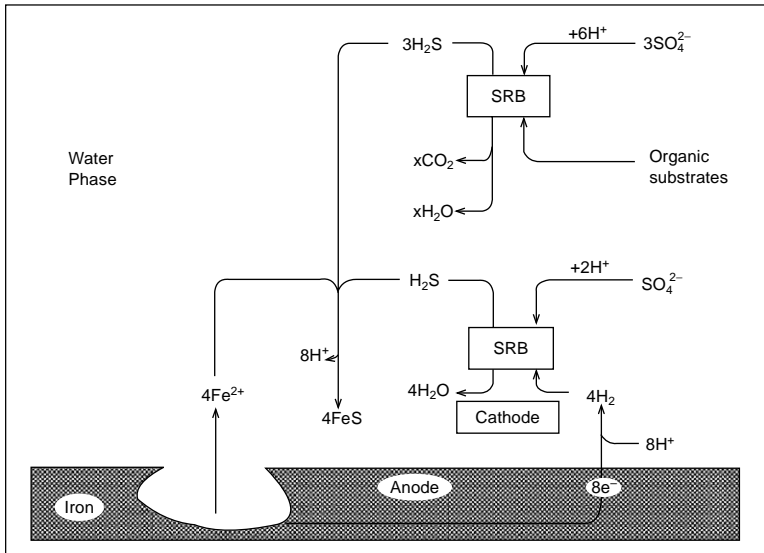 3H₂S
+6H⁺
3SO₄²⁻
SRB
Water
Phase
xCO₂
Organic
substrates
xH₂O
H₂S
+2H⁺
SO₄²⁻
8H⁺
SRB
4Fe²⁺
4FeS
4H₂O
4H₂
Cathode
8H⁺
Iron
Anode
8e⁻